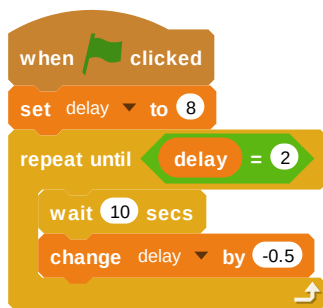 when clicked
set delay to 8
repeat until delay = 2
wait 10 secs
change delay by -0.5